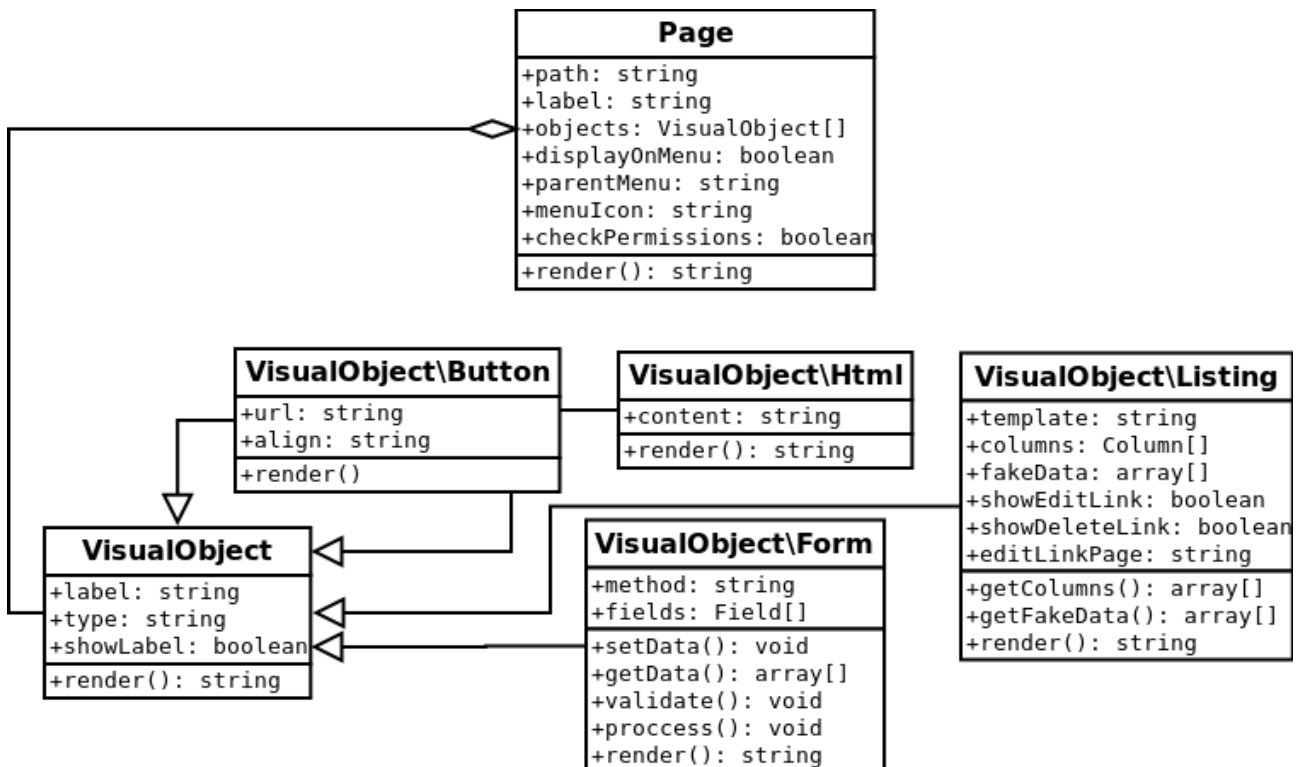 Page
+path: string
+label: string
+objects: VisualObject[]
+displayOnMenu: boolean
+parentMenu: string
+menuIcon: string
+checkPermissions: boolean
+render(): string
VisualObject\Button
+url: string
+align: string
+render()
VisualObject\Html
+content: string
+render(): string
VisualObject\Listing
+template: string
+columns: Column[]
+fakeData: array[]
+showEditLink: boolean
+showDeleteLink: boolean
+editLinkPage: string
+getColumns(): array[]
+getFakeData(): array[]
+render(): string
VisualObject
+label: string
+type: string
+showLabel: boolean
+render(): string
VisualObject\Form
+method: string
+fields: Field[]
+setData(): void
+getData(): array[]
+validate(): void
+proccess(): void
+render(): string